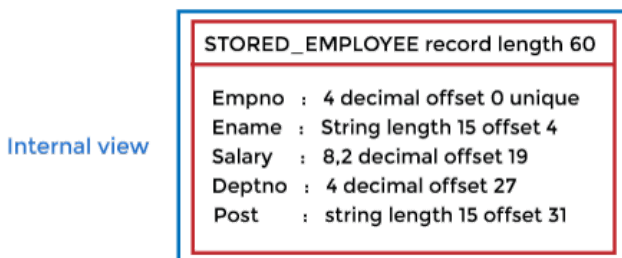 STORED_EMPLOYEE record length 60
Empno : 4 decimal offset 0 unique
Ename : String length 15 offset 4
Internal view
Salary : 8,2 decimal offset 19
Deptno : 4 decimal offset 27
Post : string length 15 offset 31